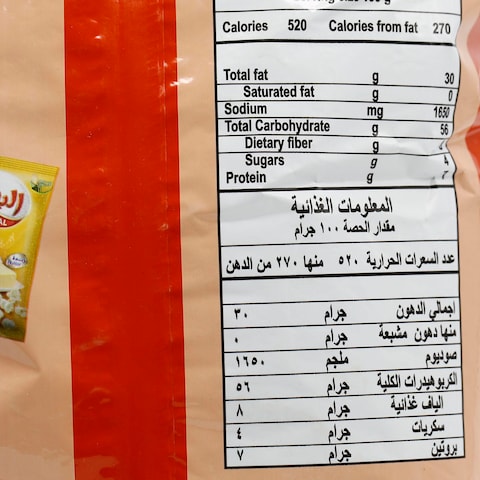 Calories 520 Calories from fat 270
Total fat g 30
Saturated fat g 0
Sodium mg 1650
Total Carbohydrate g 56
Dietary fiber g
Sugars g 4
Protein g 7
المعلومات الغذائية
مقدار الحصة ١٠٠ جرام
عدد السعرات الحرارية ٥٢٠ منها ٢٧٠ من الدهن
اجمالي الدهون جرام ٣٠
منها دهون مشبعة جرام ٠
صوديوم ملجم ١٦٥٠
الكربوهيدرات الكلية جرام ٥٦
الياف غذائية جرام ٨
سكريات جرام ٤
بروتين جرام ٧